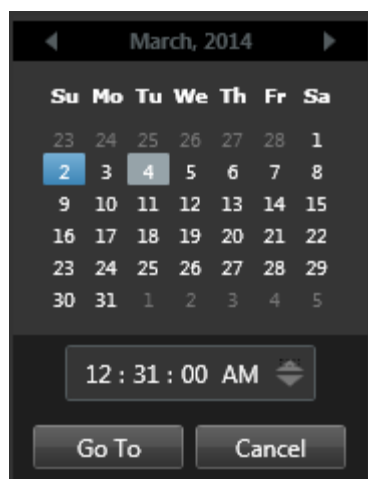 March, 2014
Su Mo Tu We Th Fr Sa
23 24 25 26 27 28 1
2 3 4 5 6 7 8
9 10 11 12 13 14 15
16 17 18 19 20 21 22
23 24 25 26 27 28 29
30 31 1 2 3 4 5
12 : 31 : 00 AM
Go To Cancel